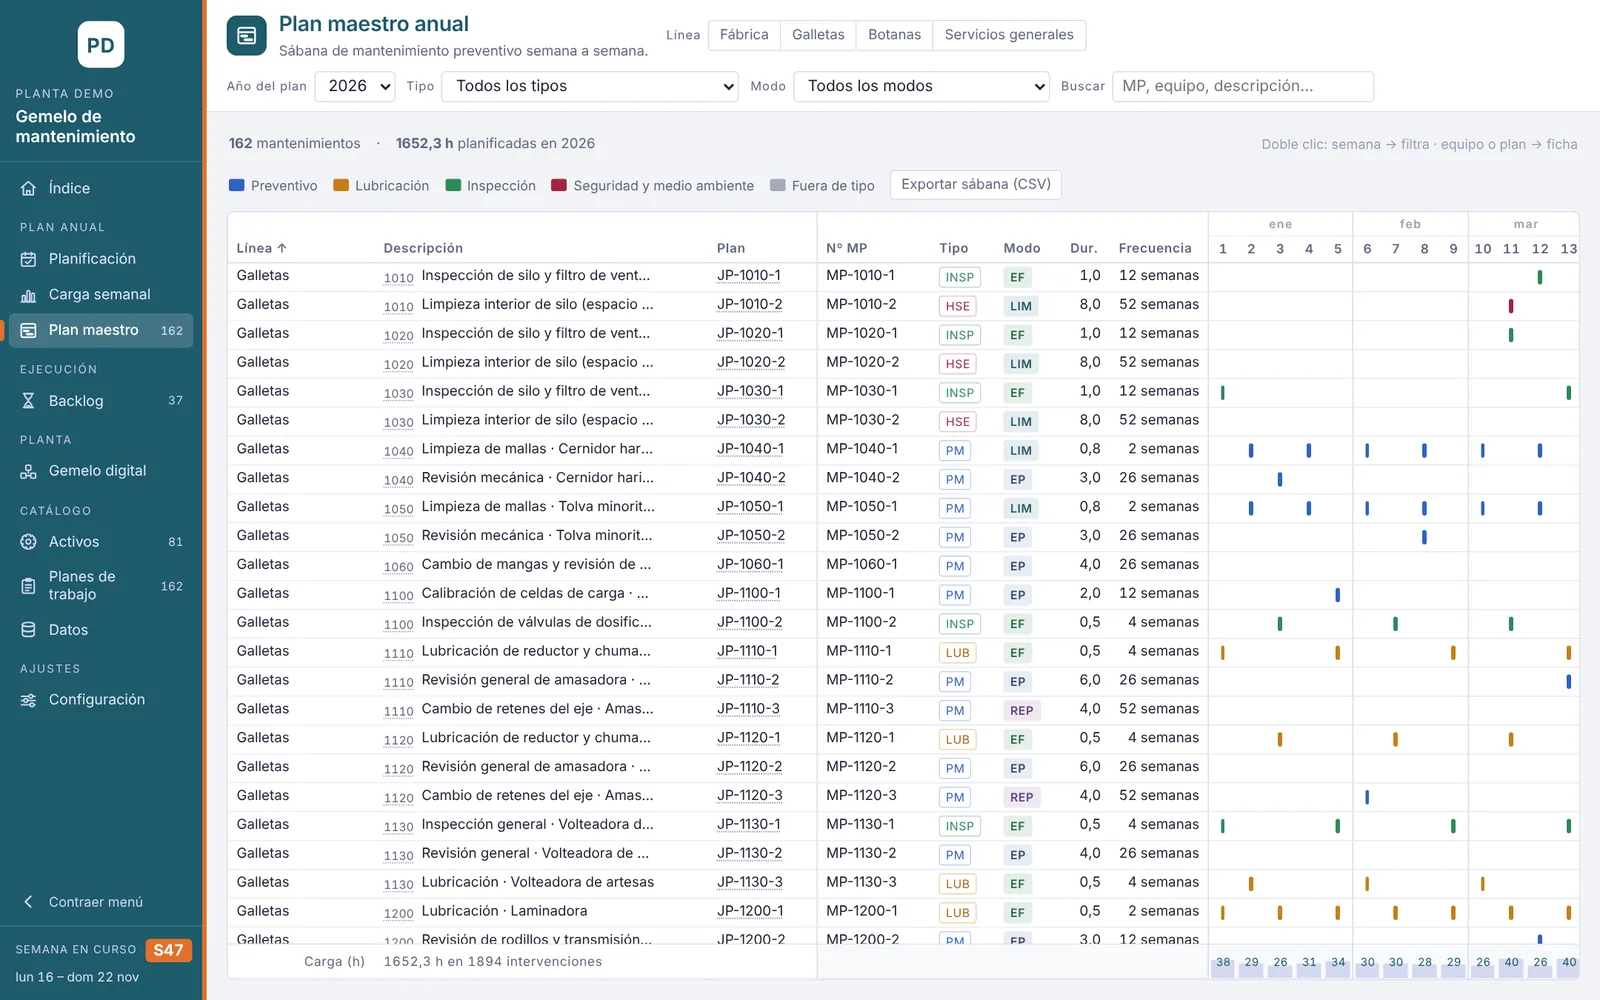 PD
PLANTA DEMO
Gemelo de
mantenimiento
Índice
PLAN ANUAL
Planificación
Carga semanal
Plan maestro 162
EJECUCIÓN
Backlog 37
PLANTA
Gemelo digital
CATÁLOGO
Activos 81
Planes de
trabajo 162
Datos
AJUSTES
Configuración
Contraer menú
SEMANA EN CURSO S47
lun 16 – dom 22 nov
Plan maestro anual
Sábana de mantenimiento preventivo semana a semana.
Línea Fábrica Galletas Botanas Servicios generales
Año del plan 2026 Tipo Todos los tipos Modo Todos los modos Buscar MP, equipo, descripción...
162 mantenimientos · 1652,3 h planificadas en 2026
Doble clic: semana → filtra · equipo o plan → ficha
Preventivo Lubricación Inspección Seguridad y medio ambiente Fuera de tipo Exportar sábana (CSV)
ene feb mar
Línea ↑ Descripción Plan Nº MP Tipo Modo Dur. Frecuencia 1 2 3 4 5 6 7 8 9 10 11 12 13
Galletas 1010 Inspección de silo y filtro de vent... JP-1010-1 MP-1010-1 INSP EF 1,0 12 semanas
Galletas 1010 Limpieza interior de silo (espacio ... JP-1010-2 MP-1010-2 HSE LIM 8,0 52 semanas
Galletas 1020 Inspección de silo y filtro de vent... JP-1020-1 MP-1020-1 INSP EF 1,0 12 semanas
Galletas 1020 Limpieza interior de silo (espacio ... JP-1020-2 MP-1020-2 HSE LIM 8,0 52 semanas
Galletas 1030 Inspección de silo y filtro de vent... JP-1030-1 MP-1030-1 INSP EF 1,0 12 semanas
Galletas 1030 Limpieza interior de silo (espacio ... JP-1030-2 MP-1030-2 HSE LIM 8,0 52 semanas
Galletas 1040 Limpieza de mallas · Cernidor har... JP-1040-1 MP-1040-1 PM LIM 0,8 2 semanas
Galletas 1040 Revisión mecánica · Cernidor hari... JP-1040-2 MP-1040-2 PM EP 3,0 26 semanas
Galletas 1050 Limpieza de mallas · Tolva minorit... JP-1050-1 MP-1050-1 PM LIM 0,8 2 semanas
Galletas 1050 Revisión mecánica · Tolva minorit... JP-1050-2 MP-1050-2 PM EP 3,0 26 semanas
Galletas 1060 Cambio de mangas y revisión de ... JP-1060-1 MP-1060-1 PM EP 4,0 26 semanas
Galletas 1100 Calibración de celdas de carga · ... JP-1100-1 MP-1100-1 PM EP 2,0 12 semanas
Galletas 1100 Inspección de válvulas de dosific... JP-1100-2 MP-1100-2 INSP EF 0,5 4 semanas
Galletas 1110 Lubricación de reductor y chuma... JP-1110-1 MP-1110-1 LUB EF 0,5 4 semanas
Galletas 1110 Revisión general de amasadora · ... JP-1110-2 MP-1110-2 PM EP 6,0 26 semanas
Galletas 1110 Cambio de retenes del eje · Amas... JP-1110-3 MP-1110-3 PM REP 4,0 52 semanas
Galletas 1120 Lubricación de reductor y chuma... JP-1120-1 MP-1120-1 LUB EF 0,5 4 semanas
Galletas 1120 Revisión general de amasadora · ... JP-1120-2 MP-1120-2 PM EP 6,0 26 semanas
Galletas 1120 Cambio de retenes del eje · Amas... JP-1120-3 MP-1120-3 PM REP 4,0 52 semanas
Galletas 1130 Inspección general · Volteadora d... JP-1130-1 MP-1130-1 INSP EF 0,5 4 semanas
Galletas 1130 Revisión general · Volteadora de ... JP-1130-2 MP-1130-2 PM EP 4,0 26 semanas
Galletas 1130 Lubricación · Volteadora de artesas JP-1130-3 MP-1130-3 LUB EF 0,5 4 semanas
Galletas 1200 Lubricación · Laminadora JP-1200-1 MP-1200-1 LUB EF 0,5 2 semanas
Galletas 1200 Revisión de rodillos y transmisión... JP-1200-2 MP-1200-2 PM EP 3,0 12 semanas
Carga (h) 1652,3 h en 1894 intervenciones 38 29 26 31 34 30 30 28 29 26 40 26 40